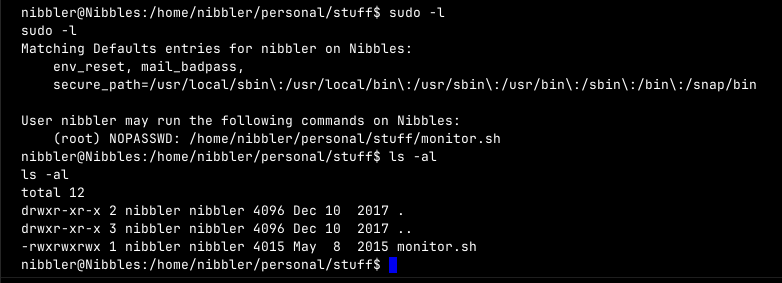 nibbler@Nibbles:/home/nibbler/personal/stuff$ sudo -l
sudo -l
Matching Defaults entries for nibbler on Nibbles:
    env_reset, mail_badpass,
    secure_path=/usr/local/sbin\:/usr/local/bin\:/usr/sbin\:/usr/bin\:/sbin\:/bin\:/snap/bin

User nibbler may run the following commands on Nibbles:
    (root) NOPASSWD: /home/nibbler/personal/stuff/monitor.sh
nibbler@Nibbles:/home/nibbler/personal/stuff$ ls -al
ls -al
total 12
drwxr-xr-x 2 nibbler nibbler 4096 Dec 10  2017 .
drwxr-xr-x 3 nibbler nibbler 4096 Dec 10  2017 ..
-rwxrwxrwx 1 nibbler nibbler 4015 May  8  2015 monitor.sh
nibbler@Nibbles:/home/nibbler/personal/stuff$